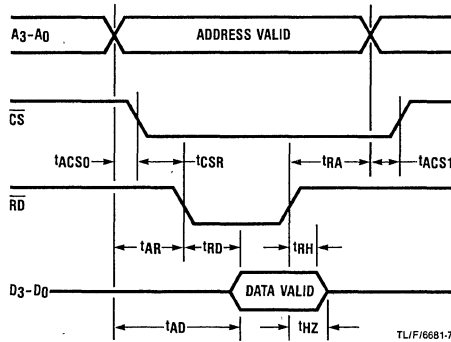 A3-A0 ADDRESS VALID
CS
tACS0 tCSR tRA tACS1
RD
tAR tRD tRH
D3-D0 DATA VALID
tAD tHZ
TL/F/6681-7